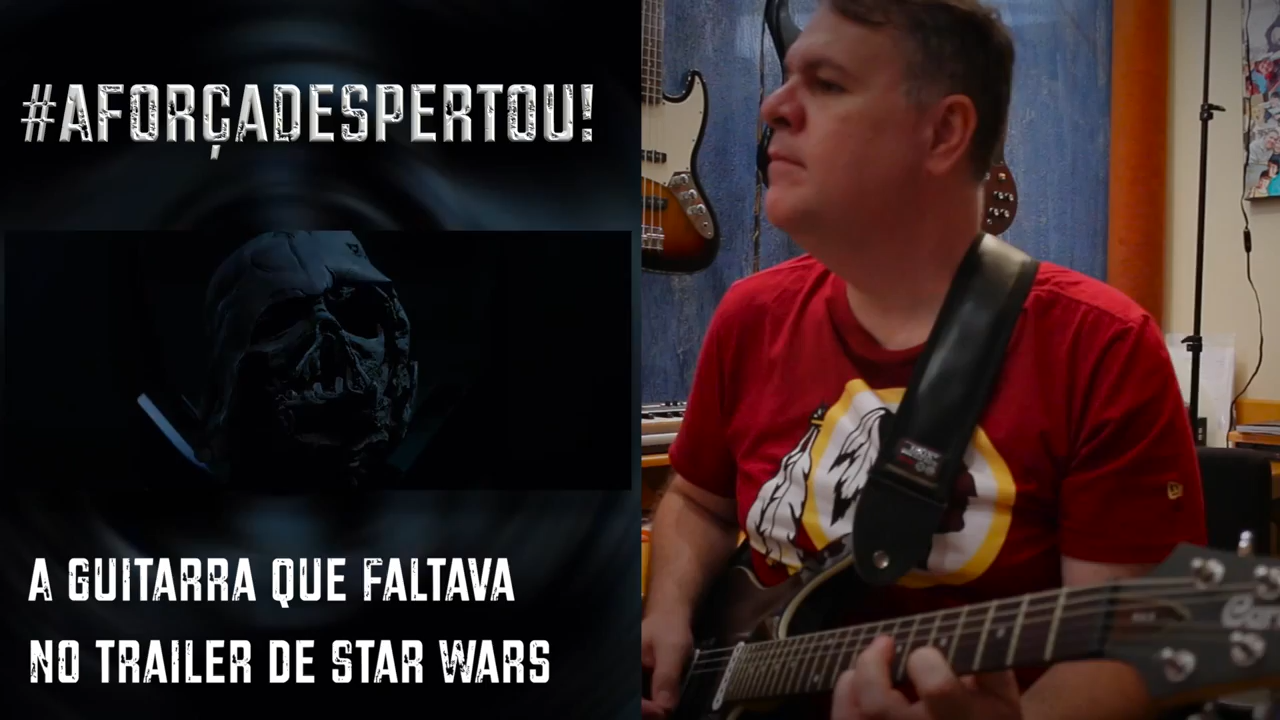 #AFORÇADESPERTOU!
A GUITARRA QUE FALTAVA
NO TRAILER DE STAR WARS